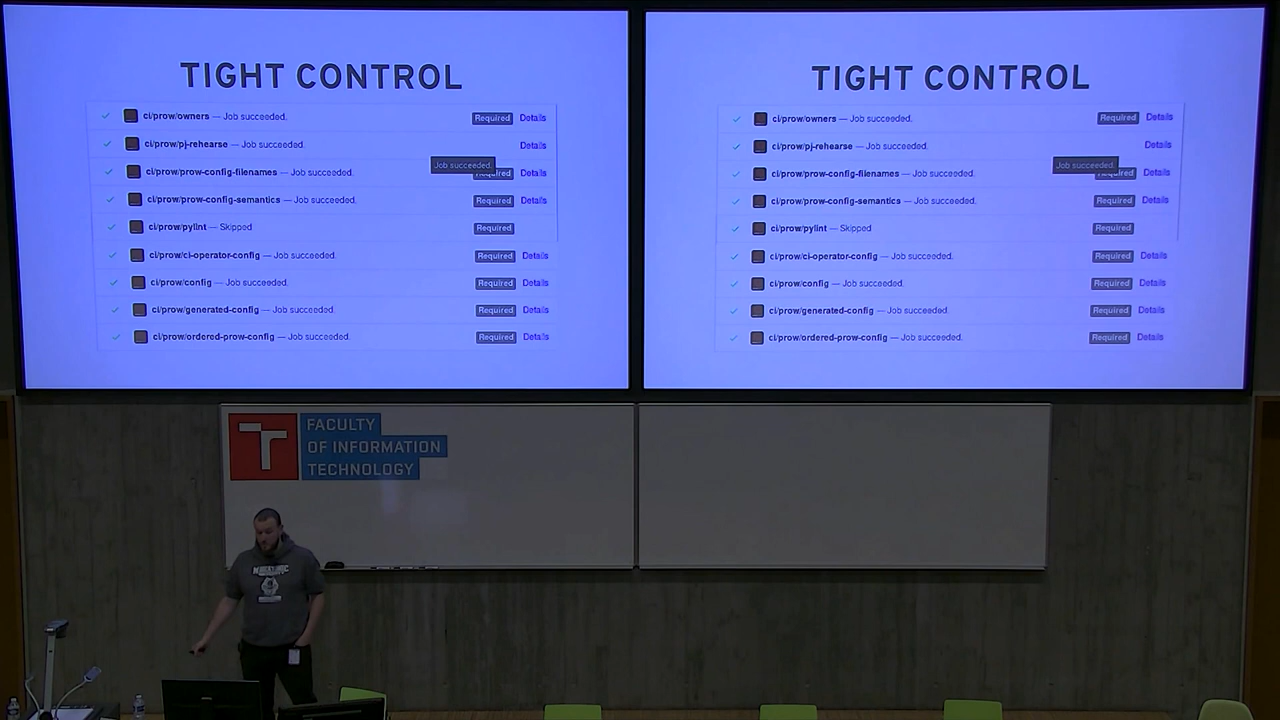 TIGHT CONTROL
ci/prow/owners — Job succeeded. Required Details
ci/prow/pj-rehearse — Job succeeded. Details
Job succeeded.
ci/prow/prow-config-filenames — Job succeeded. Required Details
ci/prow/prow-config-semantics — Job succeeded. Required Details
ci/prow/pylint — Skipped Required
ci/prow/ci-operator-config — Job succeeded. Required Details
ci/prow/config — Job succeeded. Required Details
ci/prow/generated-config — Job succeeded. Required Details
ci/prow/ordered-prow-config — Job succeeded. Required Details
TIGHT CONTROL
ci/prow/owners — Job succeeded. Required Details
ci/prow/pj-rehearse — Job succeeded. Details
Job succeeded.
ci/prow/prow-config-filenames — Job succeeded. Required Details
ci/prow/prow-config-semantics — Job succeeded. Required Details
ci/prow/pylint — Skipped Required
ci/prow/ci-operator-config — Job succeeded. Required Details
ci/prow/config — Job succeeded. Required Details
ci/prow/generated-config — Job succeeded. Required Details
ci/prow/ordered-prow-config — Job succeeded. Required Details
FACULTY
OF INFORMATION
TECHNOLOGY